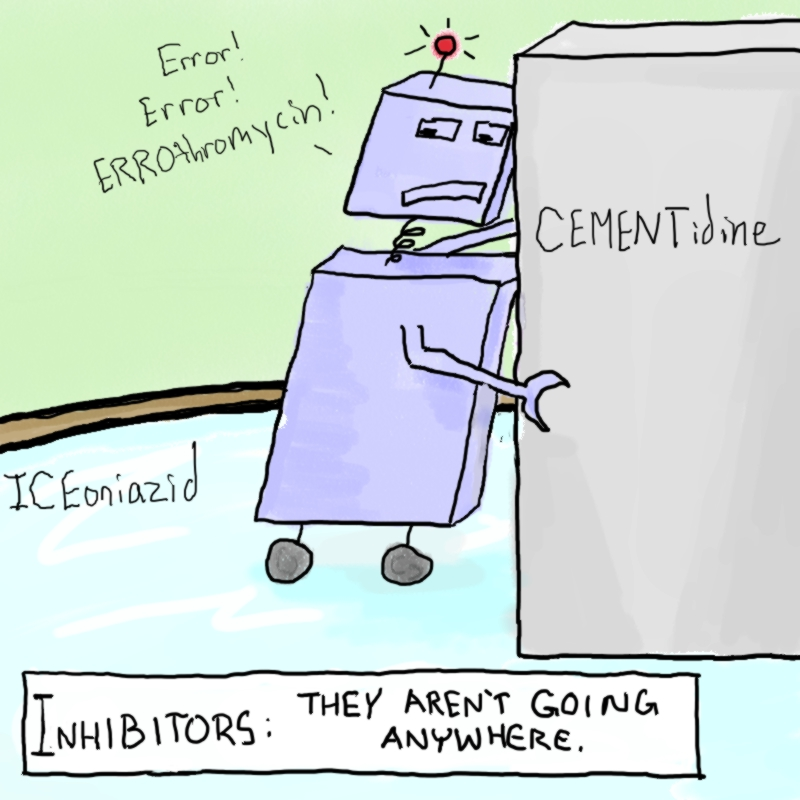 Error!
Error!
ERROthromycin!
CEMENTidine
ICEoniazid
INHIBITORS: THEY AREN'T GOING
ANYWHERE.